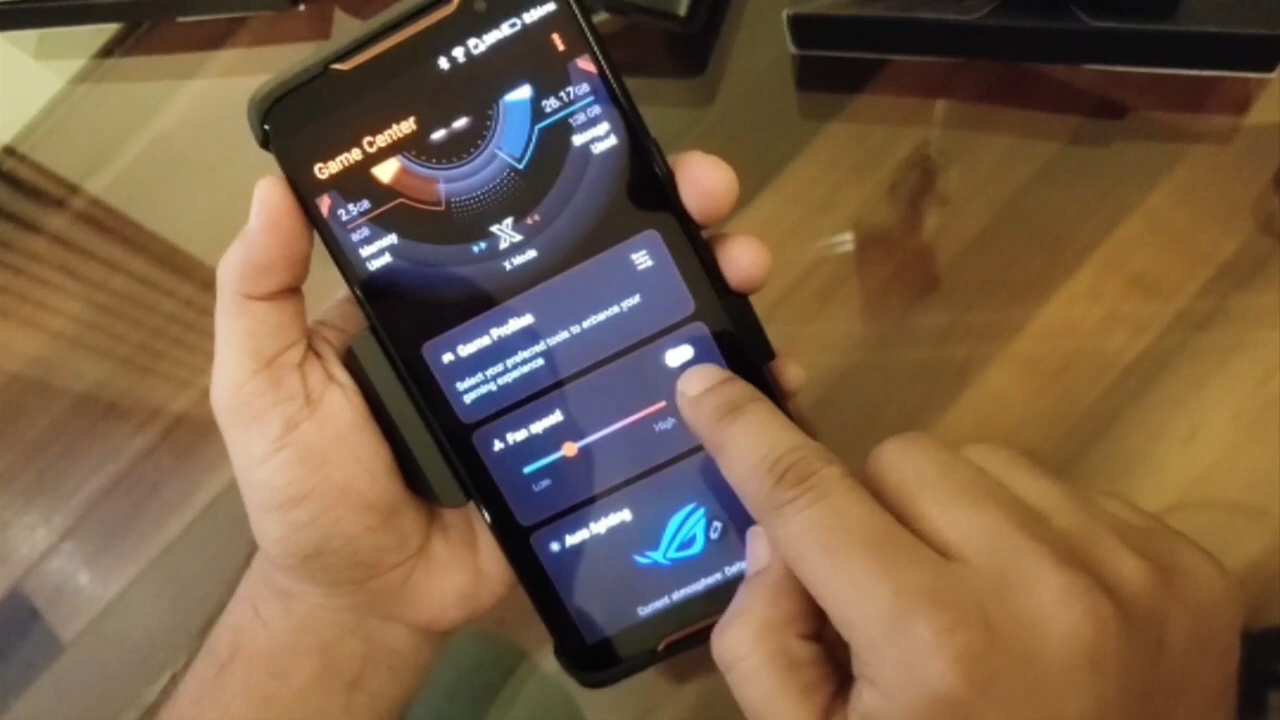 Game Center
26.17GB
128 GB
Storage
Used
2.5GB
8GB
Memory
Used
X Mode
Game Profiles
Select your preferred tools to enhance your
gaming experience
Fan speed
Low
High
Aura lighting
Current atmosphere: